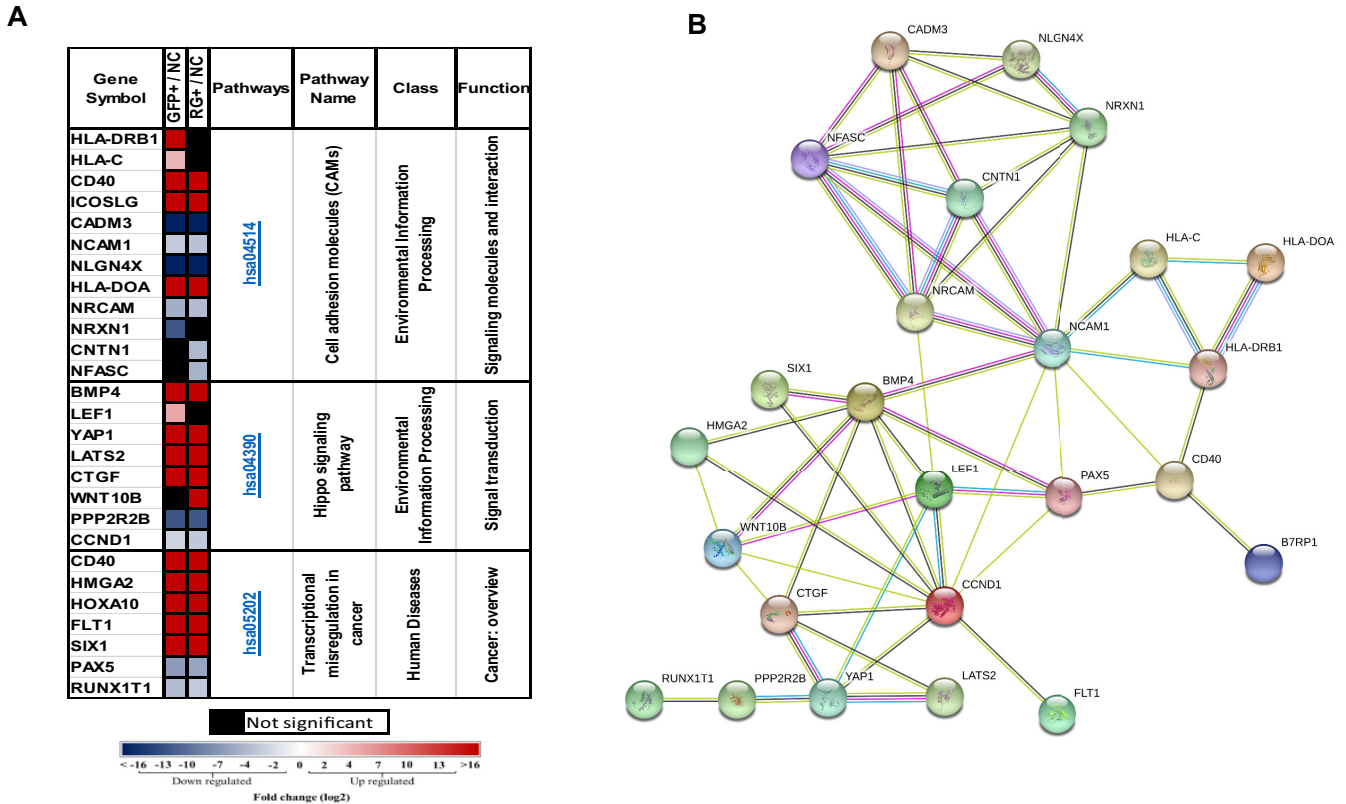 A
Gene Symbol
GFP+ / NC
RG+ / NC
Pathways
Pathway Name
Class
Function
HLA-DRB1
HLA-C
CD40
ICOSLG
CADM3
NCAM1
NLGN4X
HLA-DOA
NRCAM
NRXN1
CNTN1
NFASC
hsa04514
Cell adhesion molecules (CAMs)
Environmental Information
Processing
Signaling molecules and interaction
BMP4
LEF1
YAP1
LATS2
CTGF
WNT10B
PPP2R2B
CCND1
hsa04390
Hippo signaling
pathway
Environmental
Information Processing
Signal transduction
CD40
HMGA2
HOXA10
FLT1
SIX1
PAX5
RUNX1T1
hsa05202
Transcriptional
misregulation in
cancer
Human Diseases
Cancer: overview
Not significant
< -16 -13 -10 -7 -4 -2 0 2 4 7 10 13 >16
Down regulated
Up regulated
Fold change (log2)
B
CADM3
NLGN4X
NRXN1
NFASC
CNTN1
HLA-C
HLA-DOA
NRCAM
NCAM1
HLA-DRB1
SIX1
BMP4
HMGA2
LEF1
PAX5
CD40
WNT10B
B7RP1
CCND1
CTGF
RUNX1T1
PPP2R2B
YAP1
LATS2
FLT1